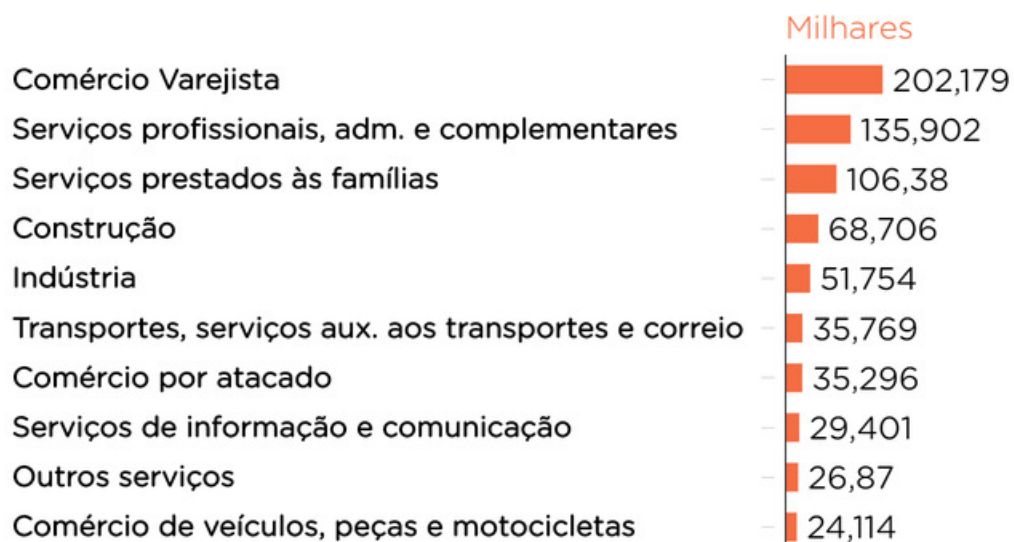 Milhares
Comércio Varejista 202,179
Serviços profissionais, adm. e complementares 135,902
Serviços prestados às famílias 106,38
Construção 68,706
Indústria 51,754
Transportes, serviços aux. aos transportes e correio 35,769
Comércio por atacado 35,296
Serviços de informação e comunicação 29,401
Outros serviços 26,87
Comércio de veículos, peças e motocicletas 24,114